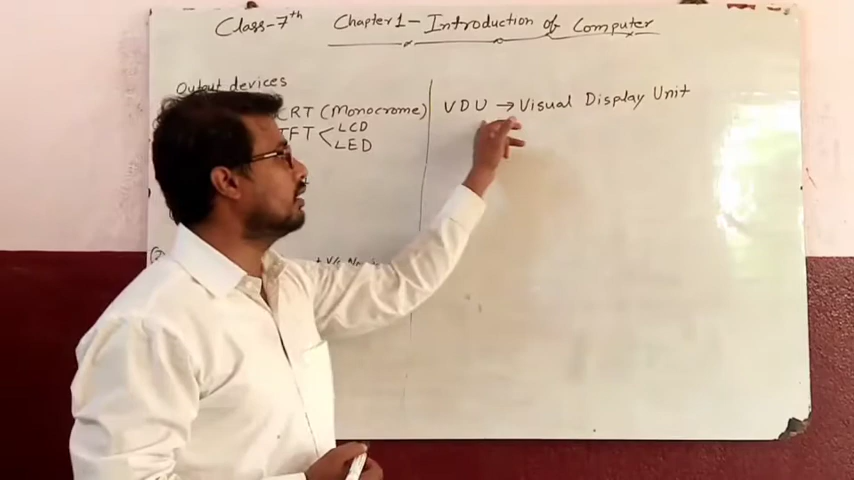 Class-7th Chapter 1- Introduction of Computer
Output devices
CRT (Monocrome)
TFT LCD
LED
VDU → Visual Display Unit